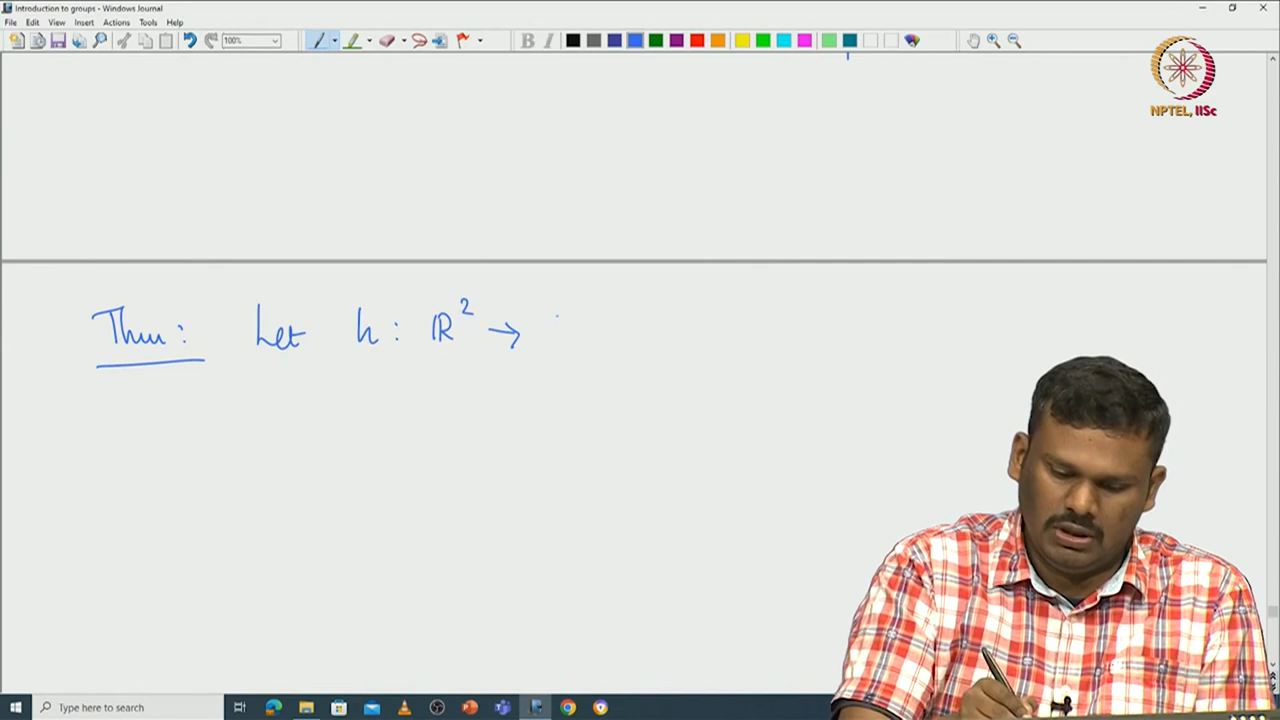 Introduction to groups - Windows Journal
File Edit View Insert Actions Tools Help
100%
B I
NPTEL, IISc
Thm: Let h: ℝ² →
Type here to search